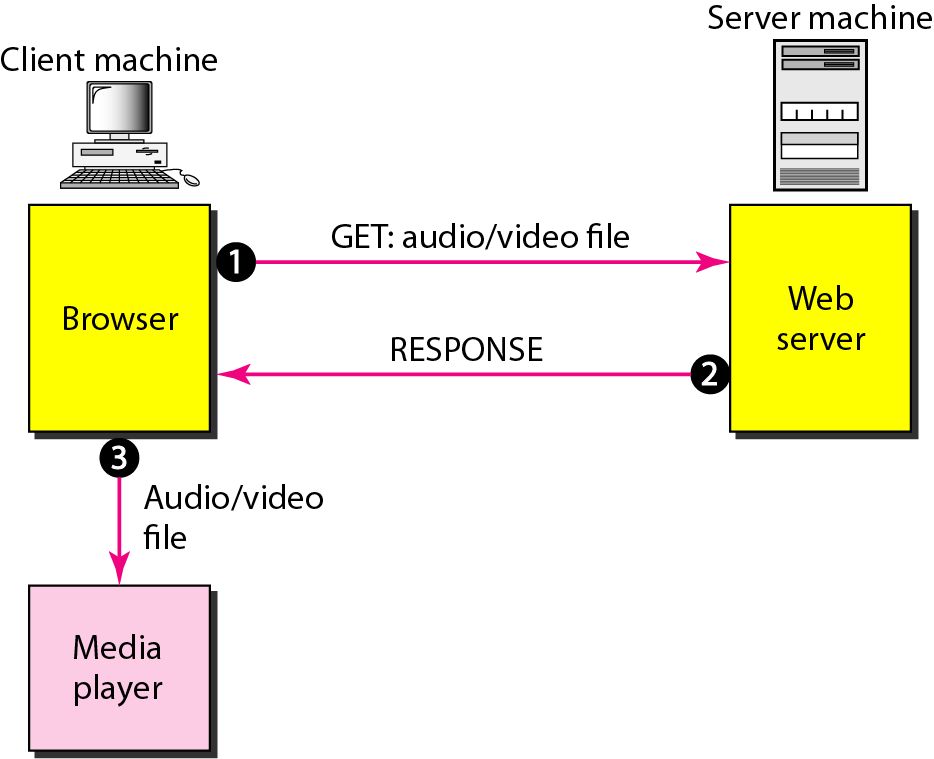 Server machine
Client machine
1
GET: audio/video file
Browser
Web
server
RESPONSE
2
3
Audio/video
file
Media
player